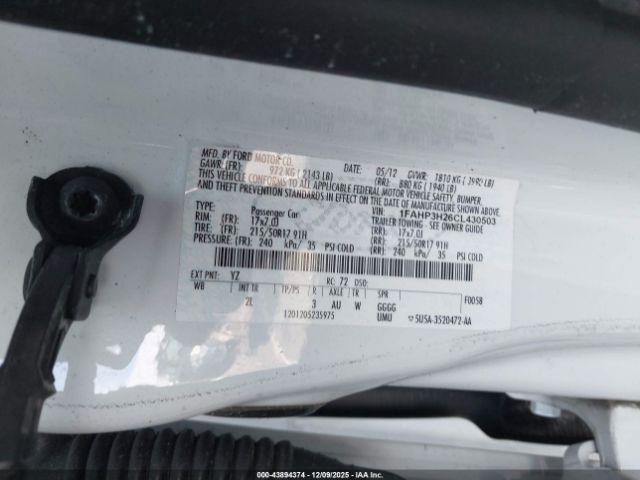 MFD. BY FORD MOTOR CO.
DATE: 05/12 GVWR: 1810 KG ( 3992 LB)
GAWR: (FR): 972 KG ( 2143 LB) (RR): 880 KG ( 1940 LB)
THIS VEHICLE CONFORMS TO ALL APPLICABLE FEDERAL MOTOR VEHICLE SAFETY, BUMPER,
AND THEFT PREVENTION STANDARDS IN EFFECT ON THE DATE OF MANUFACTURE SHOWN ABOVE.
VIN: 1FAHP3H26CL430503
TYPE: Passenger Car TRAILER TOWING - SEE OWNER GUIDE
RIM: (FR): 17x7.0J (RR): 17x7.0J
TIRE: (FR): 215/50R17 91H (RR): 215/50R17 91H
PRESSURE: (FR): 240 kPa/ 35 PSI COLD (RR): 240 kPa/ 35 PSI COLD
EXT PNT: YZ RC: 72 DSO:
WB INT TR TP/PS R AXLE TR SPR F0058
2L 3 AU W GGGG
1201205235975 UMU 5U5A-3520472-AA
000-43894374 | 12/09/2025 | IAAI.COM